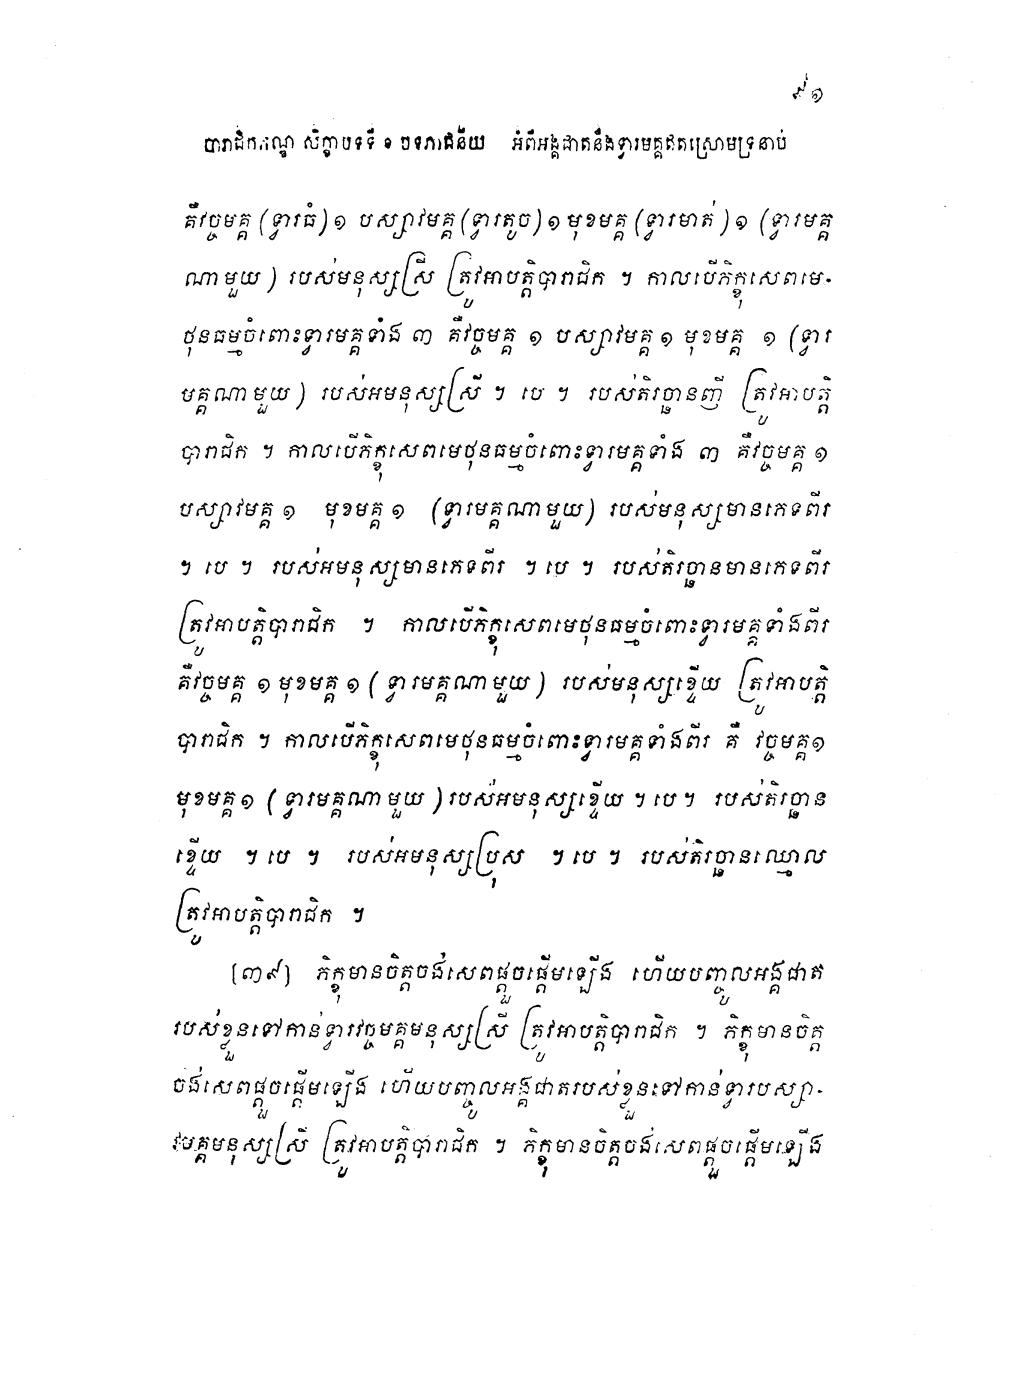 ៩១
បារាជិកកណ្ឌ សិក្ខាបទទី ១ បទភាជនីយ អំពីអង្គជាតនឹងទ្វារមគ្គឥតស្រោមទ្រនាប់
គឺវច្ចមគ្គ (ទ្វារធំ) ១ បស្សាវមគ្គ (ទ្វារតូច) ១ មុខមគ្គ (ទ្វារមាត់) ១ (ទ្វារមគ្គ
ណាមួយ) របស់មនុស្សស្រី ត្រូវអាបត្តិបារាជិក ។ កាលបើភិក្ខុសេពមេ-
ថុនធម្មចំពោះទ្វារមគ្គទាំង ៣ គឺវច្ចមគ្គ ១ បស្សាវមគ្គ ១ មុខមគ្គ ១ (ទ្វារ
មគ្គណាមួយ) របស់អមនុស្សស្រី ។ បេ ។ របស់តិរច្ឆានញី ត្រូវអាបត្តិ
បារាជិក ។ កាលបើភិក្ខុសេពមេថុនធម្មចំពោះទ្វារមគ្គទាំង ៣ គឺវច្ចមគ្គ ១
បស្សាវមគ្គ ១ មុខមគ្គ ១ (ទ្វារមគ្គណាមួយ) របស់មនុស្សមានភេទពីរ
។ បេ ។ របស់អមនុស្សមានភេទពីរ ។ បេ ។ របស់តិរច្ឆានមានភេទពីរ
ត្រូវអាបត្តិបារាជិក ។ កាលបើភិក្ខុសេពមេថុនធម្មចំពោះទ្វារមគ្គទាំងពីរ
គឺវច្ចមគ្គ ១ មុខមគ្គ ១ (ទ្វារមគ្គណាមួយ) របស់មនុស្សខ្ទើយ ត្រូវអាបត្តិ
បារាជិក ។ កាលបើភិក្ខុសេពមេថុនធម្មចំពោះទ្វារមគ្គទាំងពីរ គឺ វច្ចមគ្គ ១
មុខមគ្គ ១ (ទ្វារមគ្គណាមួយ) របស់អមនុស្សខ្ទើយ ។ បេ ។ របស់តិរច្ឆាន
ខ្ទើយ ។ បេ ។ របស់អមនុស្សប្រុស ។ បេ ។ របស់តិរច្ឆានឈ្មោល
ត្រូវអាបត្តិបារាជិក ។
[៣៩] ភិក្ខុមានចិត្តចង់សេពផ្តួចផ្តើមឡើង ហើយបញ្ចូលអង្គជាត
របស់ខ្លួនទៅកាន់ទ្វារវច្ចមគ្គមនុស្សស្រី ត្រូវអាបត្តិបារាជិក ។ ភិក្ខុមានចិត្ត
ចង់សេពផ្តួចផ្តើមឡើង ហើយបញ្ចូលអង្គជាតរបស់ខ្លួនទៅកាន់ទ្វារបស្សា-
វមគ្គមនុស្សស្រី ត្រូវអាបត្តិបារាជិក ។ ភិក្ខុមានចិត្តចង់សេពផ្តួចផ្តើមឡើង